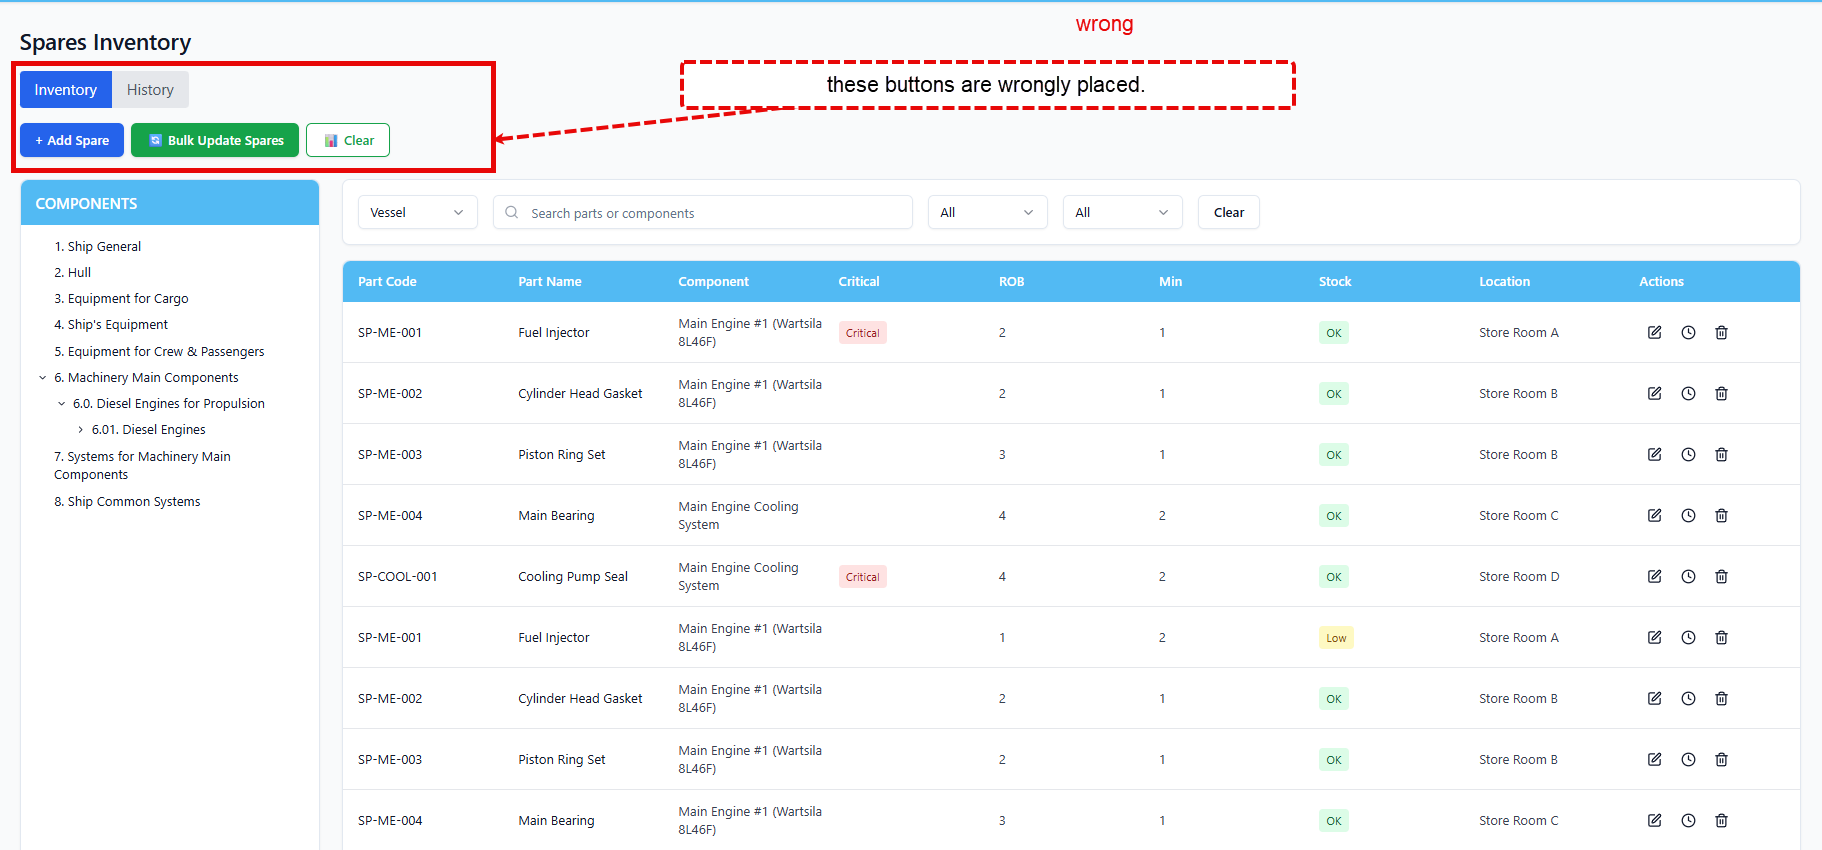 wrong
Spares Inventory
these buttons are wrongly placed.
Inventory History
+ Add Spare Bulk Update Spares Clear
COMPONENTS
1. Ship General
2. Hull
3. Equipment for Cargo
4. Ship's Equipment
5. Equipment for Crew & Passengers
6. Machinery Main Components
6.0. Diesel Engines for Propulsion
6.01. Diesel Engines
7. Systems for Machinery Main
Components
8. Ship Common Systems
Vessel Search parts or components All All Clear
Part Code Part Name Component Critical ROB Min Stock Location Actions
SP-ME-001 Fuel Injector Main Engine #1 (Wartsila
8L46F) Critical 2 1 OK Store Room A
SP-ME-002 Cylinder Head Gasket Main Engine #1 (Wartsila
8L46F) 2 1 OK Store Room B
SP-ME-003 Piston Ring Set Main Engine #1 (Wartsila
8L46F) 3 1 OK Store Room B
SP-ME-004 Main Bearing Main Engine Cooling
System 4 2 OK Store Room C
SP-COOL-001 Cooling Pump Seal Main Engine Cooling
System Critical 4 2 OK Store Room D
SP-ME-001 Fuel Injector Main Engine #1 (Wartsila
8L46F) 1 2 Low Store Room A
SP-ME-002 Cylinder Head Gasket Main Engine #1 (Wartsila
8L46F) 2 1 OK Store Room B
SP-ME-003 Piston Ring Set Main Engine #1 (Wartsila
8L46F) 2 1 OK Store Room B
SP-ME-004 Main Bearing Main Engine #1 (Wartsila
8L46F) 3 1 OK Store Room C